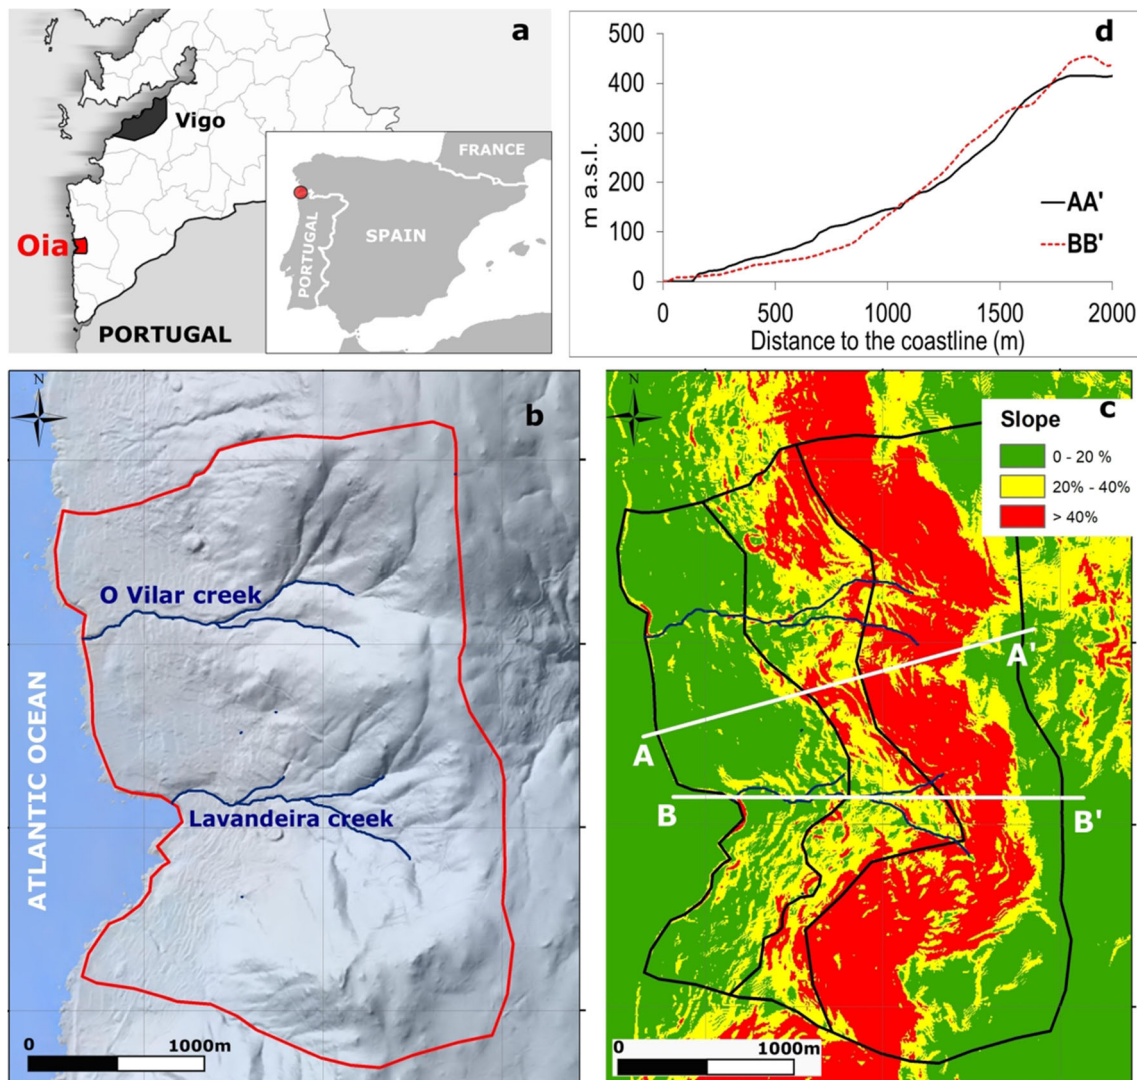 a
Vigo
Oia
PORTUGAL
FRANCE
SPAIN
PORTUGAL
d
m a.s.l.
400
300
200
100
0
0
500
1000
1500
2000
Distance to the coastline (m)
AA'
BB'
N
b
O Vilar creek
Lavandeira creek
ATLANTIC OCEAN
0
1000m
N
c
Slope
0 - 20 %
20% - 40%
> 40%
A
A'
B
B'
0
1000m